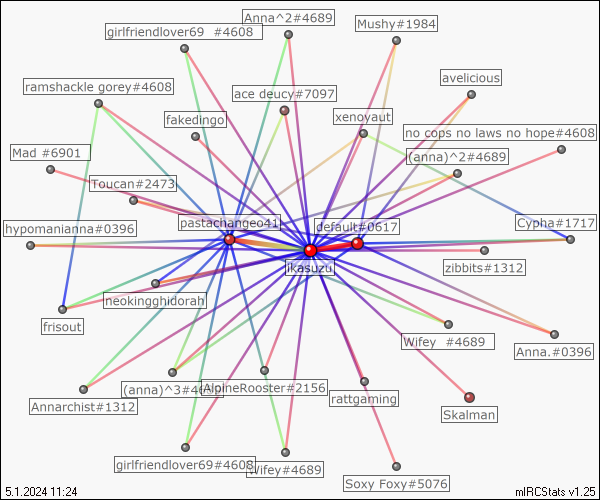 Anna^2#4689
girlfriendlover69 #4608
Mushy#1984
avelicious
ramshackle gorey#4608
ace deucy#7097
xenoyaut
fakedingo
no cops no laws no hope#4608
Mad #6901
(anna)^2#4689
Toucan#2473
pastachangeo41
default#0617
Cypha#1717
hypomanianna#0396
ikasuzu
zibbits#1312
neokingghidorah
frisout
Wifey #4689
Anna.#0396
(anna)^3#4
AlpineRooster#2156
rattgaming
Annarchist#1312
Skalman
girlfriendlover69#4608
Wifey#4689
Soxy Foxy#5076
5.1.2024 11:24
mIRCStats v1.25